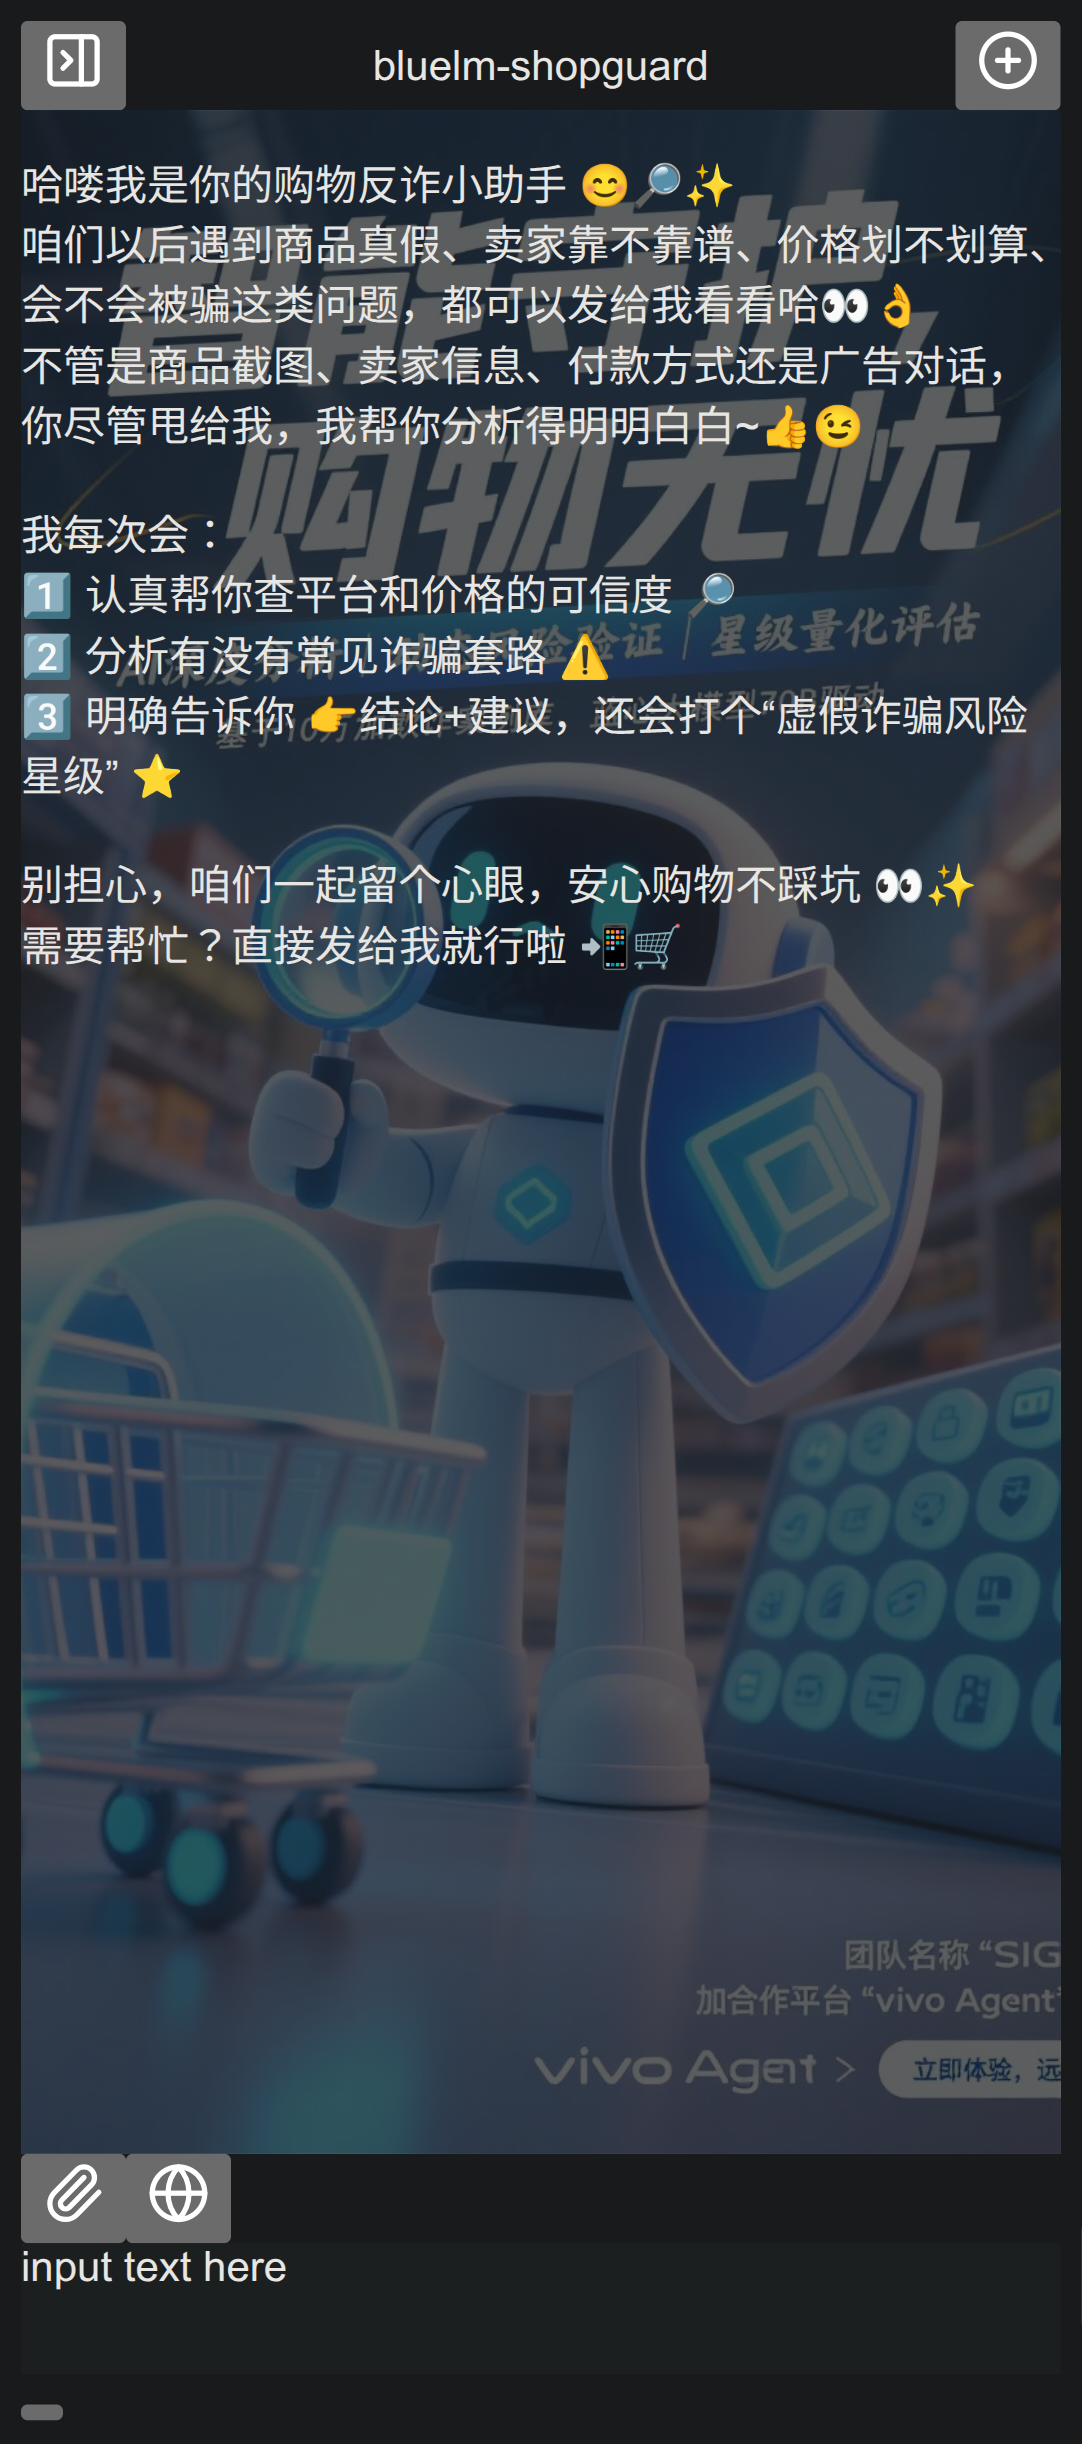 bluelm-shopguard
哈喽我是你的购物反诈小助手 😊🔎✨
咱们以后遇到商品真假、卖家靠不靠谱、价格划不划算、
会不会被骗这类问题，都可以发给我看看哈👀👌
不管是商品截图、卖家信息、付款方式还是广告对话，
你尽管甩给我，我帮你分析得明明白白~👍😉
购物无忧
我每次会：
1️⃣ 认真帮你查平台和价格的可信度 🔎
2️⃣ 分析有没有常见诈骗套路 ⚠️
星级量化评估
3️⃣ 明确告诉你 👉结论+建议，还会打个“虚假诈骗风险
星级” ⭐
别担心，咱们一起留个心眼，安心购物不踩坑 👀✨
需要帮忙？直接发给我就行啦 📲🛒
团队名称 “SIG
加合作平台 “vivo Agent”
vivo Agent >
立即体验，远
input text here